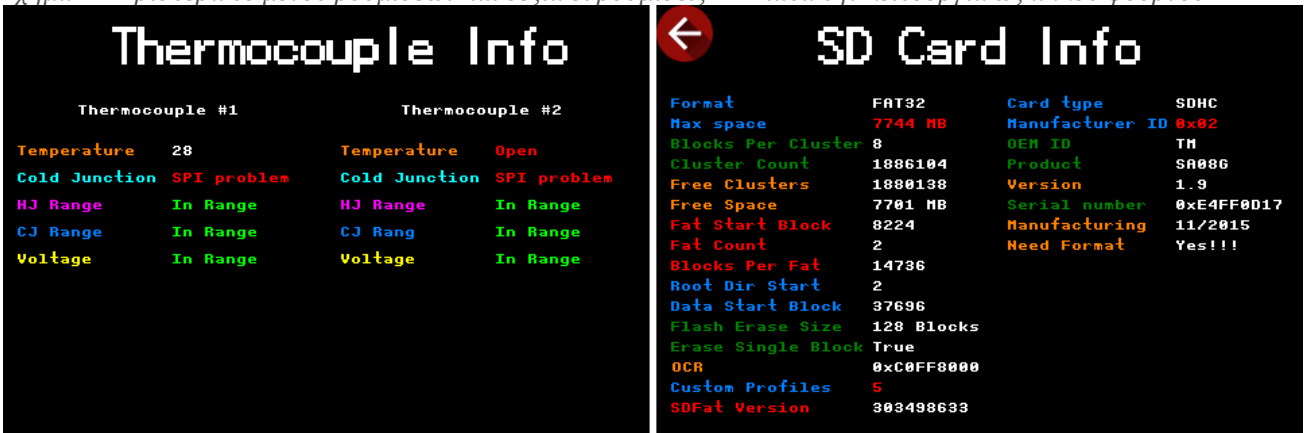 Thermocouple Info
Thermocouple #1 Thermocouple #2
Temperature 28 Temperature Open
Cold Junction SPI problem Cold Junction SPI problem
HJ Range In Range HJ Range In Range
CJ Range In Range CJ Rang In Range
Voltage In Range Voltage In Range
SD Card Info
Format FAT32 Card type SDHC
Max space 7744 MB Manufacturer ID 0x02
Blocks Per Cluster 8 OEM ID TM
Cluster Count 1886104 Product SA08G
Free Clusters 1880138 Version 1.9
Free Space 7701 MB Serial number 0xE4FF0D17
Fat Start Block 8224 Manufacturing 11/2015
Fat Count 2 Need Format Yes!!!
Blocks Per Fat 14736
Root Dir Start 2
Data Start Block 37696
Flash Erase Size 128 Blocks
Erase Single Block True
OCR 0xC0FF8000
Custom Profiles 5
SDFat Version 303498633